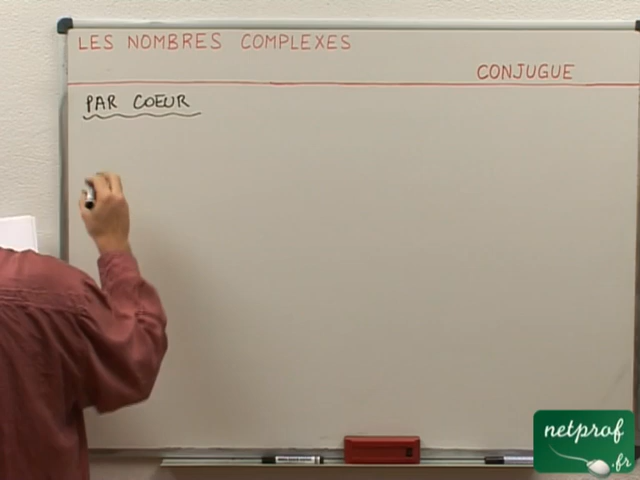 LES NOMBRES COMPLEXES
CONJUGUE
PAR COEUR
netprof
.fr